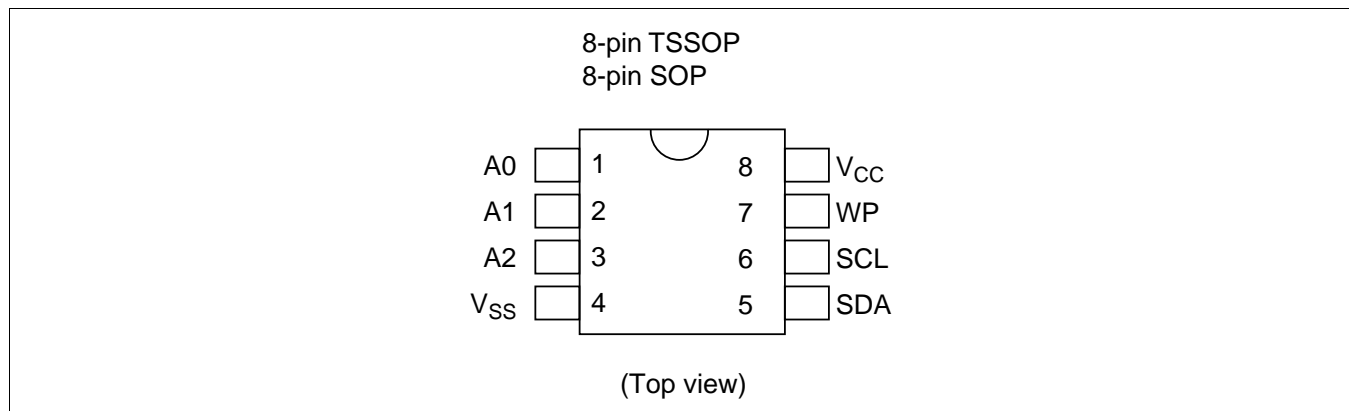 8-pin TSSOP
8-pin SOP
A0 1 8 VCC
A1 2 7 WP
A2 3 6 SCL
VSS 4 5 SDA
(Top view)